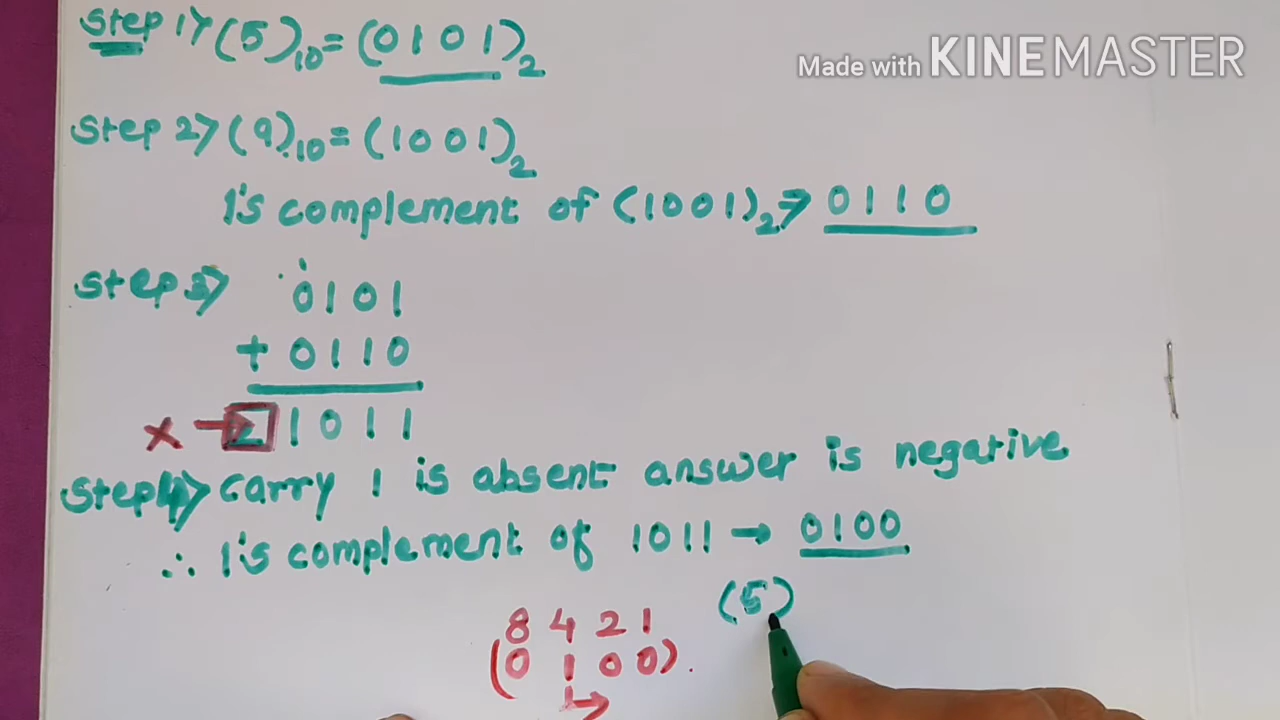 Step 1> (5)10 = (0101)2
Made with KINEMASTER
Step 2> (9)10 = (1001)2
1's complement of (1001)2 → 0110
Step 3> 0101
+ 0110
x → 1011
Step 4> Carry 1 is absent answer is negative
∴ 1's complement of 1011 → 0100
(5)
8 4 2 1
(0 1 0 0).